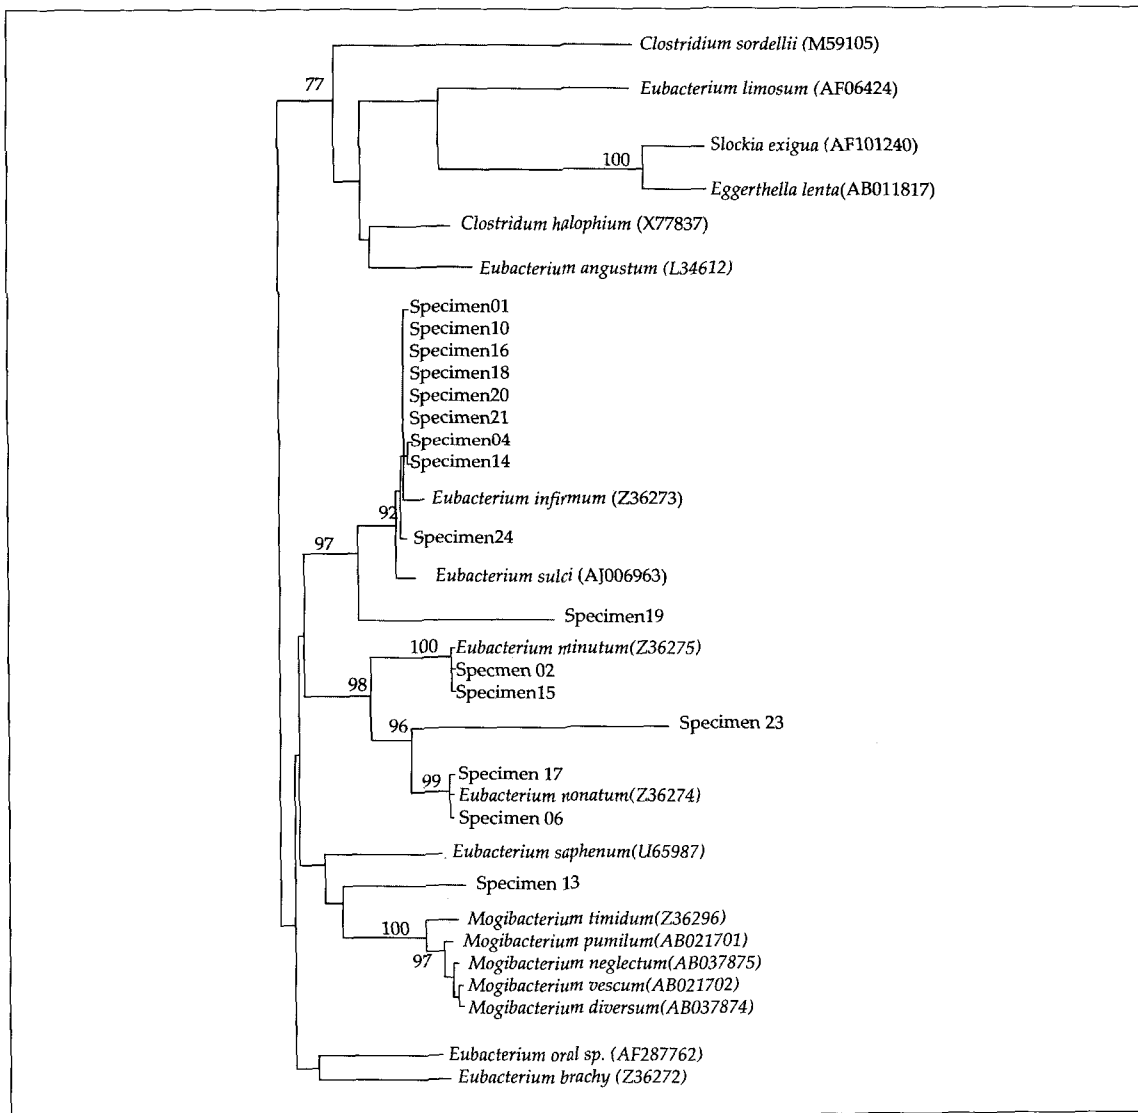 Clostridium sordellii (M59105)
77
Eubacterium limosum (AF06424)
Slockia exigua (AF101240)
100
Eggerthella lenta(AB011817)
Clostridum halophium (X77837)
Eubacterium angustum (L34612)
Specimen01
Specimen10
Specimen16
Specimen18
Specimen20
Specimen21
Specimen04
Specimen14
Eubacterium infirmum (Z36273)
92
Specimen24
97
Eubacterium sulci (AJ006963)
Specimen19
100
Eubacterium minutum(Z36275)
Specmen 02
98
Specimen15
96
Specimen 23
Specimen 17
99
Eubacterium nonatum(Z36274)
Specimen 06
Eubacterium saphenum(U65987)
Specimen 13
Mogibacterium timidum(Z36296)
100
Mogibacterium pumilum(AB021701)
97
Mogibacterium neglectum(AB037875)
Mogibacterium vescum(AB021702)
Mogibacterium diversum(AB037874)
Eubacterium oral sp. (AF287762)
Eubacterium brachy (Z36272)